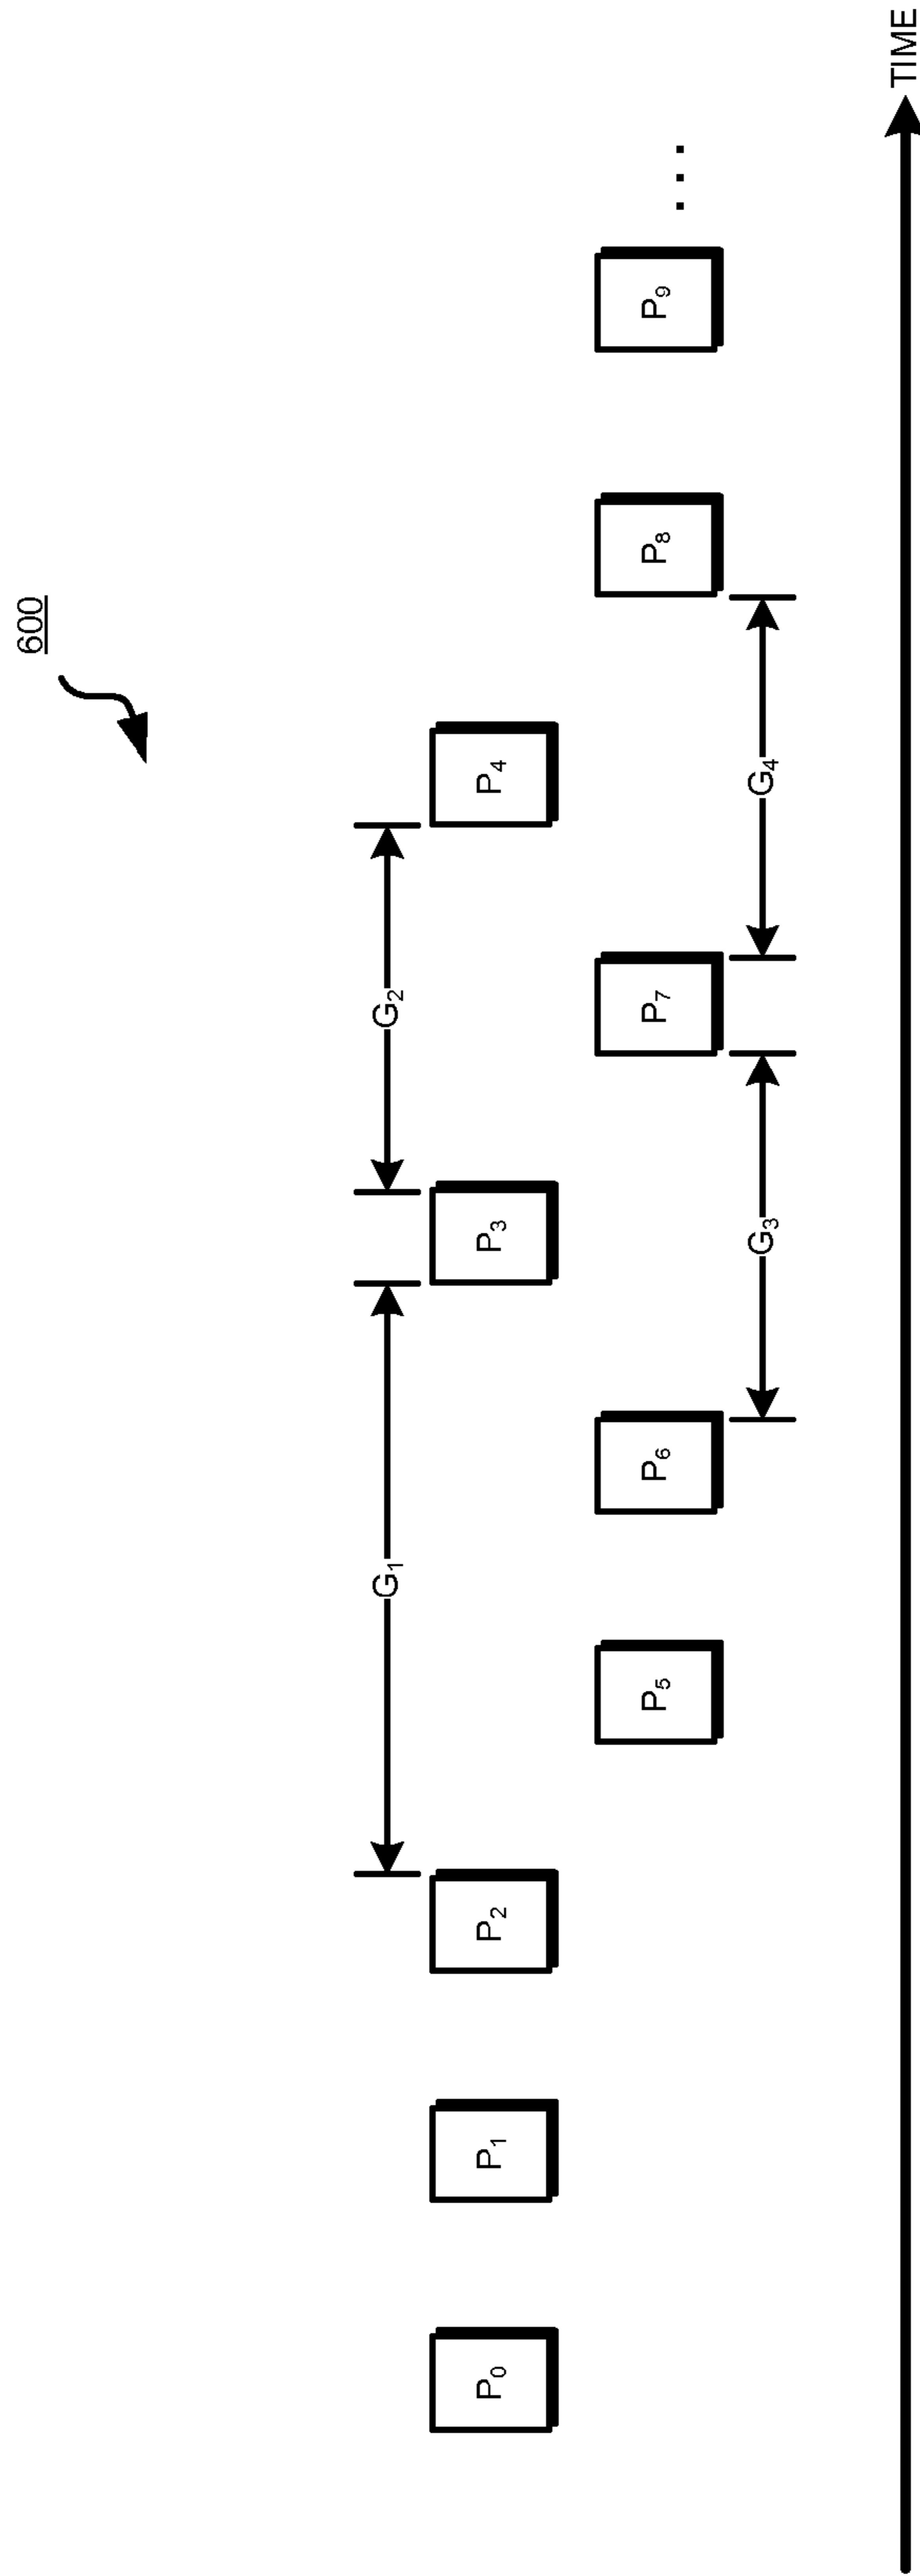 600
G₁
G₂
P₀
P₁
P₂
P₃
P₄
P₅
P₆
P₇
P₈
P₉
...
G₃
G₄
TIME